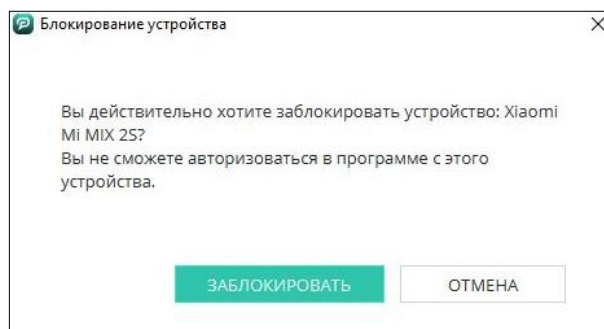 Блокирование устройства
Вы действительно хотите заблокировать устройство: Xiaomi
Mi MIX 2S?
Вы не сможете авторизоваться в программе с этого
устройства.
ЗАБЛОКИРОВАТЬ
ОТМЕНА